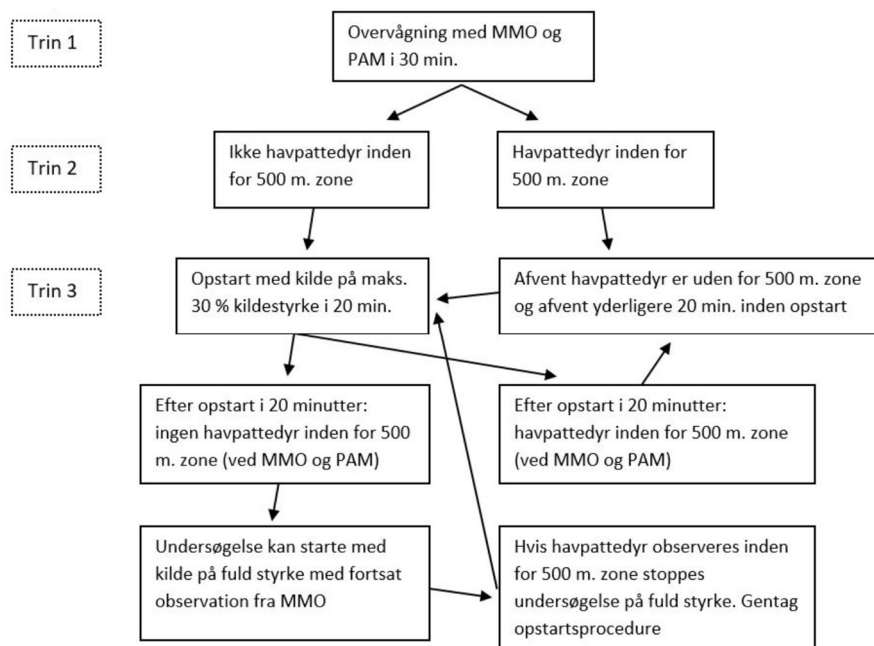 Trin 1
Overvågning med MMO og
PAM i 30 min.
Trin 2
Ikke havpattedyr inden
for 500 m. zone
Havpattedyr inden for
500 m. zone
Trin 3
Opstart med kilde på maks.
30 % kildestyrke i 20 min.
Afvent havpattedyr er uden for 500 m. zone
og afvent yderligere 20 min. inden opstart
Efter opstart i 20 minutter:
ingen havpattedyr inden for 500
m. zone (ved MMO og PAM)
Efter opstart i 20 minutter:
havpattedyr inden for 500 m. zone
(ved MMO og PAM)
Undersøgelse kan starte med
kilde på fuld styrke med fortsat
observation fra MMO
Hvis havpattedyr observeres inden
for 500 m. zone stoppes
undersøgelse på fuld styrke. Gentag
opstartsprocedure